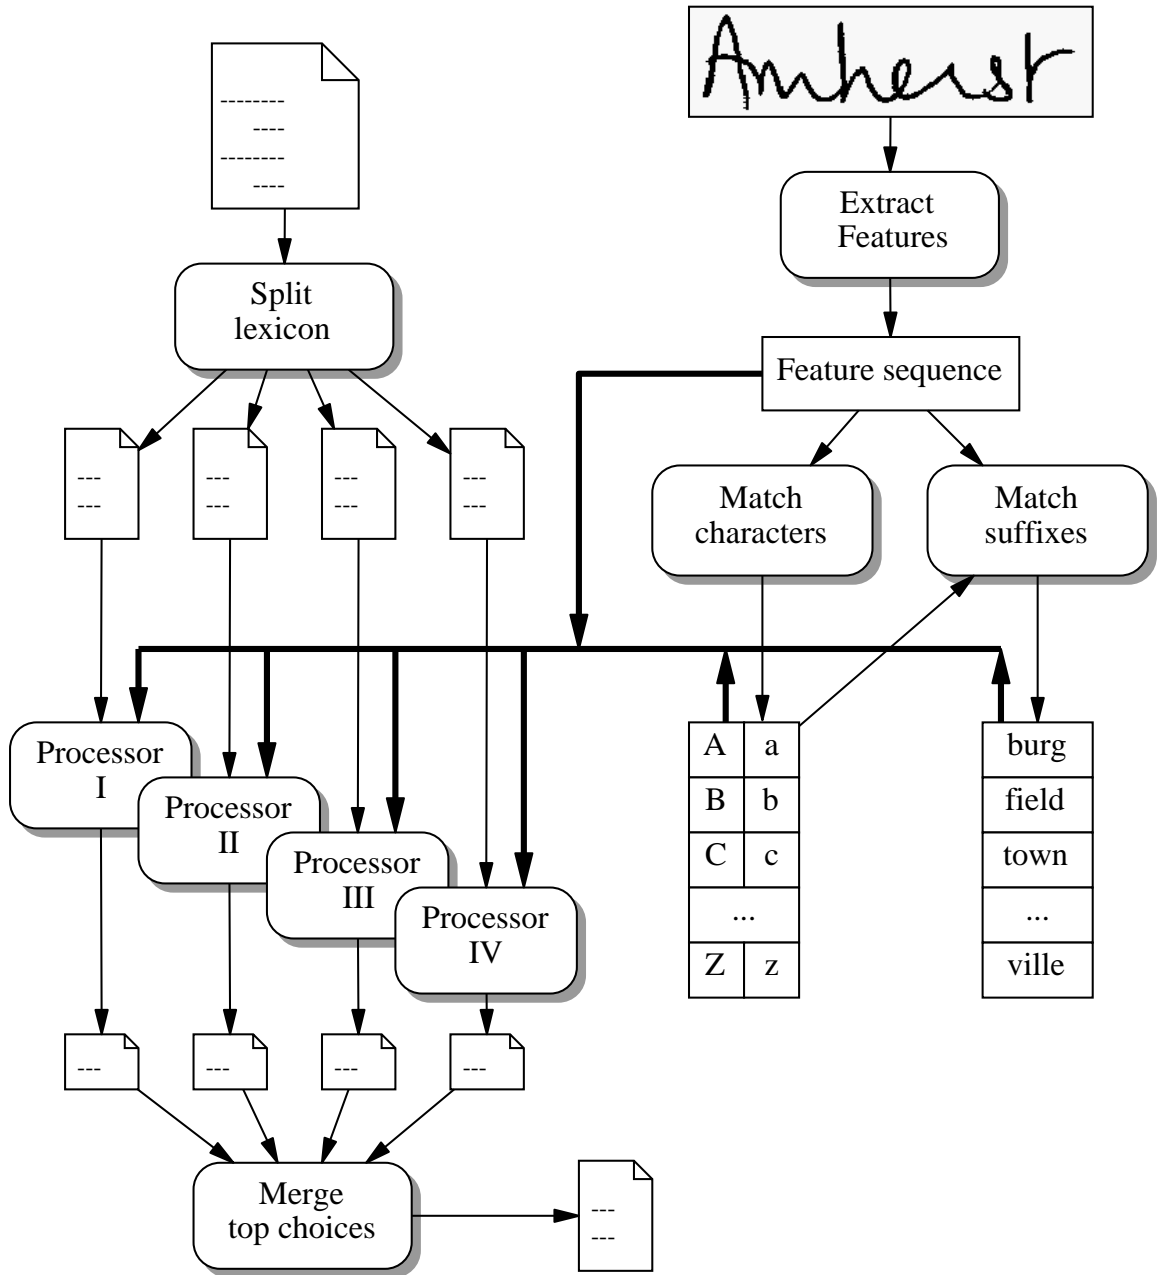 Amherst
Extract
Features
Split
lexicon
Feature sequence
Match
characters
Match
suffixes
Processor
I
Processor
II
Processor
III
Processor
IV
A a
B b
C c
...
Z z
burg
field
town
...
ville
Merge
top choices